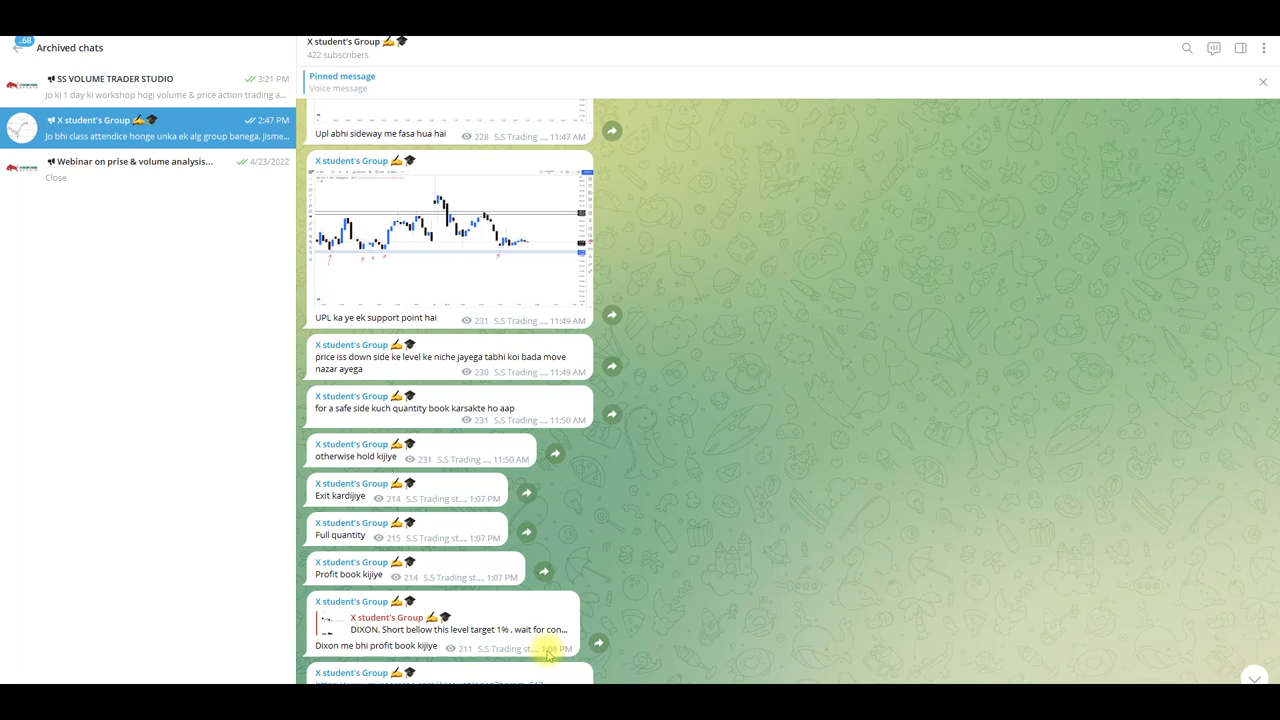 ..68
Archived chats
SS VOLUME TRADER STUDIO
3:21 PM
Jo ki 1 day ki workshop hogi volume & price action trading a...
X student's Group ✍️🎓
2:47 PM
Jo bhi class attendice honge unka ek alg group banega, jisme...
Webinar on prise & volume analysis...
4/23/2022
Close
X student's Group ✍️🎓
422 subscribers
Pinned message
Voice message
Upl abhi sideway me fasa hua hai
228 S.S Trading ..., 11:47 AM
X student's Group ✍️🎓
UPL ka ye ek support point hai
231 S.S Trading ..., 11:49 AM
X student's Group ✍️🎓
price iss down side ke level ke niche jayega tabhi koi bada move
nazar ayega
230 S.S Trading ..., 11:49 AM
X student's Group ✍️🎓
for a safe side kuch quantity book karsakte ho aap
231 S.S Trading ..., 11:50 AM
X student's Group ✍️🎓
otherwise hold kijiye
231 S.S Trading ..., 11:50 AM
X student's Group ✍️🎓
Exit kardijiye
214 S.S Trading st..., 1:07 PM
X student's Group ✍️🎓
Full quantity
215 S.S Trading st..., 1:07 PM
X student's Group ✍️🎓
Profit book kijiye
214 S.S Trading st..., 1:07 PM
X student's Group ✍️🎓
X student's Group ✍️🎓
DIXON, Short bellow this level target 1% , wait for con...
Dixon me bhi profit book kijiye
211 S.S Trading st..., 1:08 PM
X student's Group ✍️🎓